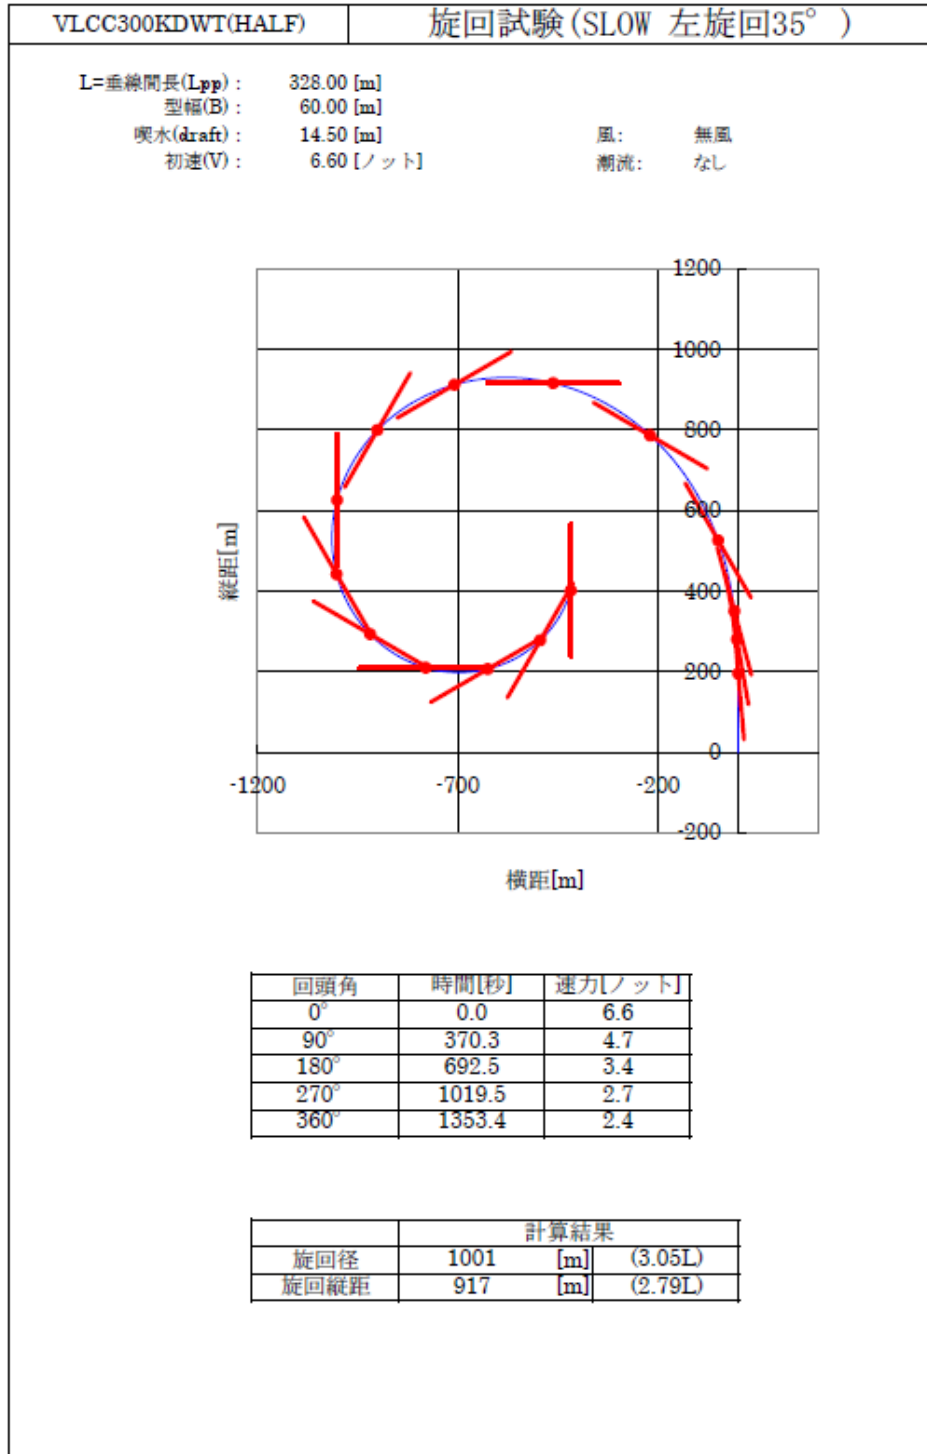 VLCC300KDWT(HALF) 旋回試験(SLOW 左旋回35°)
L=垂線間長(Lpp) : 328.00 [m]
型幅(B) : 60.00 [m]
喫水(draft) : 14.50 [m] 風: 無風
初速(V) : 6.60 [ノット] 潮流: なし
1200
1000
800
600
400
200
0
-200
縦距[m]
-1200 -700 -200
横距[m]
回頭角 時間[秒] 速力[ノット]
0° 0.0 6.6
90° 370.3 4.7
180° 692.5 3.4
270° 1019.5 2.7
360° 1353.4 2.4
計算結果
旋回径 1001 [m] (3.05L)
旋回縦距 917 [m] (2.79L)